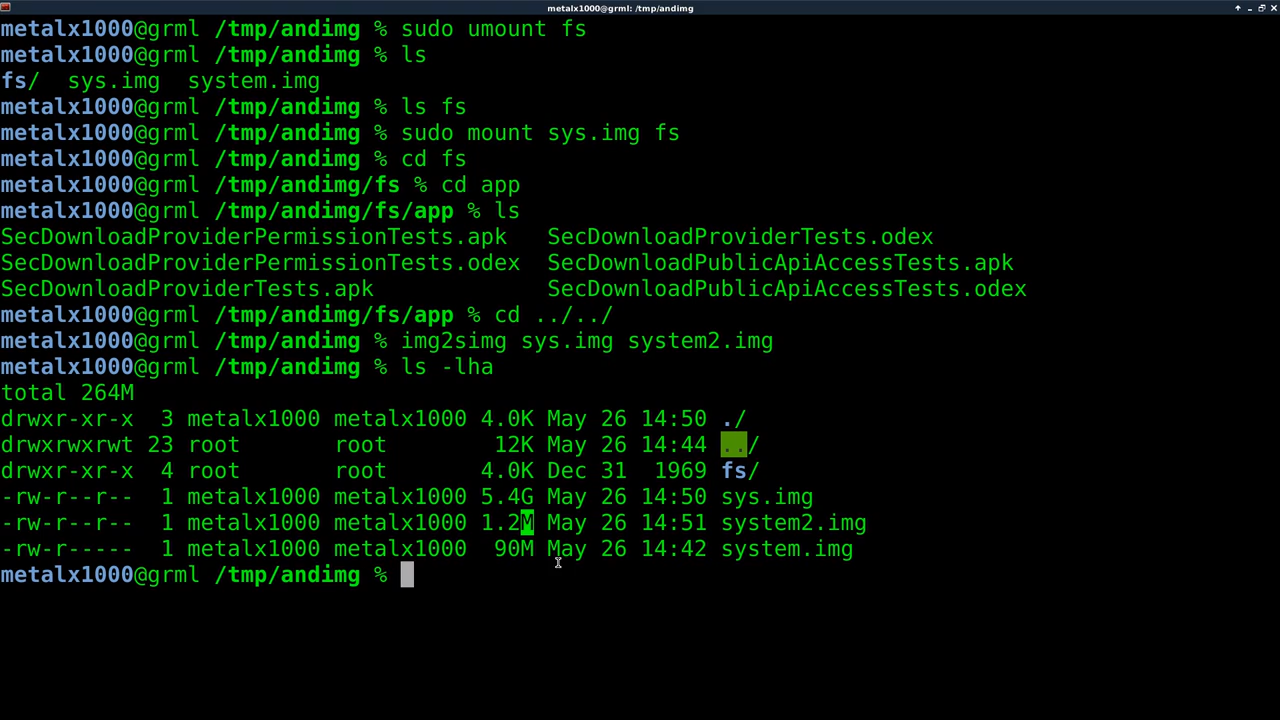 metalx1000@grml: /tmp/andimg
metalx1000@grml /tmp/andimg % sudo umount fs
metalx1000@grml /tmp/andimg % ls
fs/  sys.img  system.img
metalx1000@grml /tmp/andimg % ls fs
metalx1000@grml /tmp/andimg % sudo mount sys.img fs
metalx1000@grml /tmp/andimg % cd fs
metalx1000@grml /tmp/andimg/fs % cd app
metalx1000@grml /tmp/andimg/fs/app % ls
SecDownloadProviderPermissionTests.apk   SecDownloadProviderTests.odex
SecDownloadProviderPermissionTests.odex  SecDownloadPublicApiAccessTests.apk
SecDownloadProviderTests.apk             SecDownloadPublicApiAccessTests.odex
metalx1000@grml /tmp/andimg/fs/app % cd ../../
metalx1000@grml /tmp/andimg % img2simg sys.img system2.img
metalx1000@grml /tmp/andimg % ls -lha
total 264M
drwxr-xr-x  3 metalx1000 metalx1000 4.0K May 26 14:50 ./
drwxrwxrwt 23 root       root        12K May 26 14:44 ../
drwxr-xr-x  4 root       root       4.0K Dec 31  1969 fs/
-rw-r--r--  1 metalx1000 metalx1000 5.4G May 26 14:50 sys.img
-rw-r--r--  1 metalx1000 metalx1000 1.2M May 26 14:51 system2.img
-rw-r-----  1 metalx1000 metalx1000  90M May 26 14:42 system.img
metalx1000@grml /tmp/andimg %